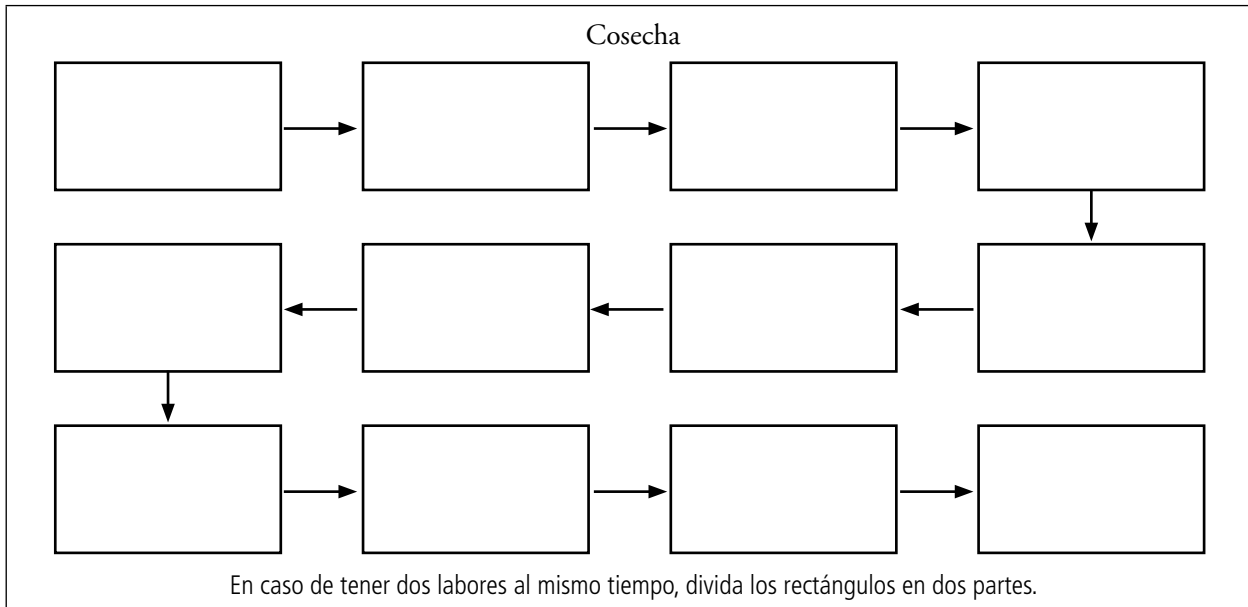 Cosecha
En caso de tener dos labores al mismo tiempo, divida los rectángulos en dos partes.